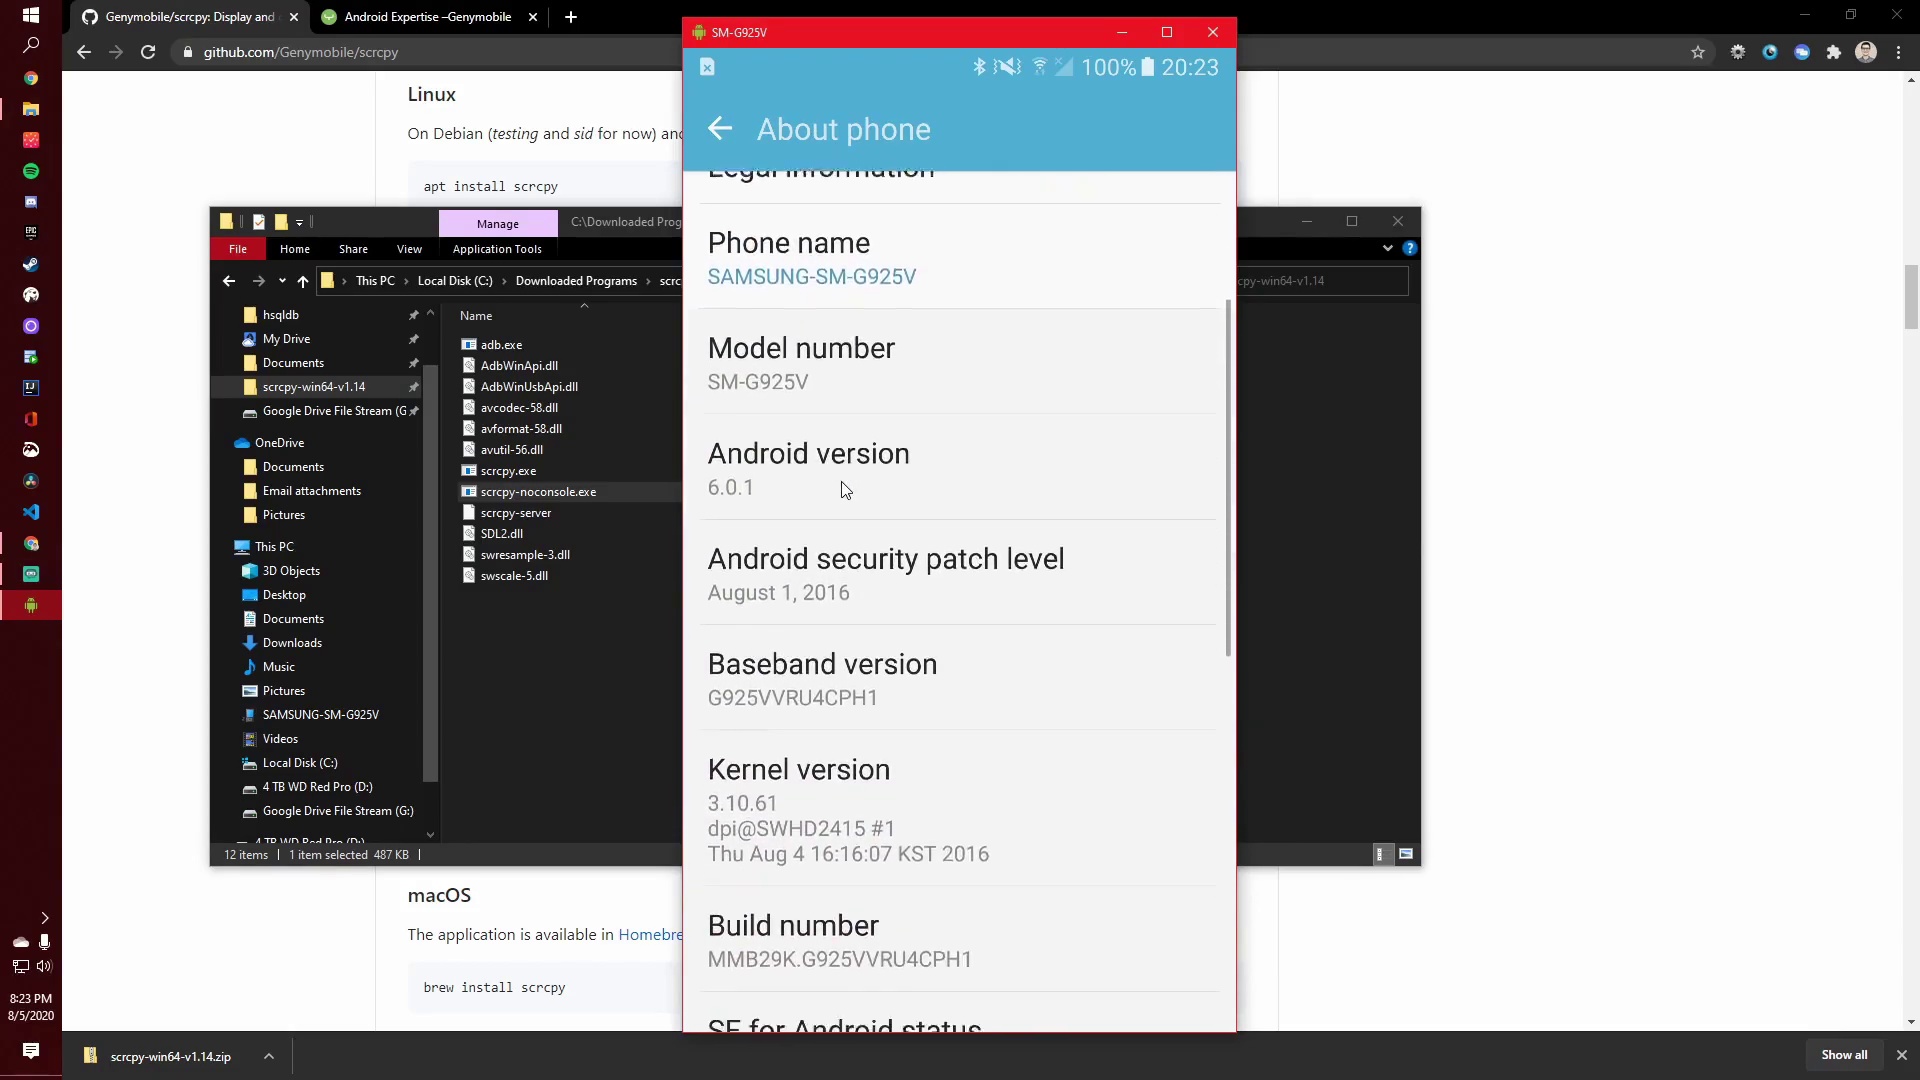 Genymobile/scrcpy: Display and
Android Expertise –Genymobile
github.com/Genymobile/scrcpy
Linux
On Debian (testing and sid for now) and
apt install scrcpy
Manage
C:\Downloaded Prog
File
Home
Share
View
Application Tools
This PC
Local Disk (C:)
Downloaded Programs
scrc
cpy-win64-v1.14
Name
hsqldb
My Drive
Documents
scrcpy-win64-v1.14
Google Drive File Stream (G
OneDrive
Documents
Email attachments
Pictures
This PC
3D Objects
Desktop
Documents
Downloads
Music
Pictures
SAMSUNG-SM-G925V
Videos
Local Disk (C:)
4 TB WD Red Pro (D:)
Google Drive File Stream (G:)
4 TB WD Red Pro (D:)
adb.exe
AdbWinApi.dll
AdbWinUsbApi.dll
avcodec-58.dll
avformat-58.dll
avutil-56.dll
scrcpy.exe
scrcpy-noconsole.exe
scrcpy-server
SDL2.dll
swresample-3.dll
swscale-5.dll
12 items
1 item selected 487 KB
SM-G925V
100%
20:23
About phone
Legal information
Phone name
SAMSUNG-SM-G925V
Model number
SM-G925V
Android version
6.0.1
Android security patch level
August 1, 2016
Baseband version
G925VVRU4CPH1
Kernel version
3.10.61
dpi@SWHD2415 #1
Thu Aug 4 16:16:07 KST 2016
Build number
MMB29K.G925VVRU4CPH1
SE for Android status
macOS
The application is available in Homebre
brew install scrcpy
EPIC
IJ
8:23 PM
8/5/2020
scrcpy-win64-v1.14.zip
Show all